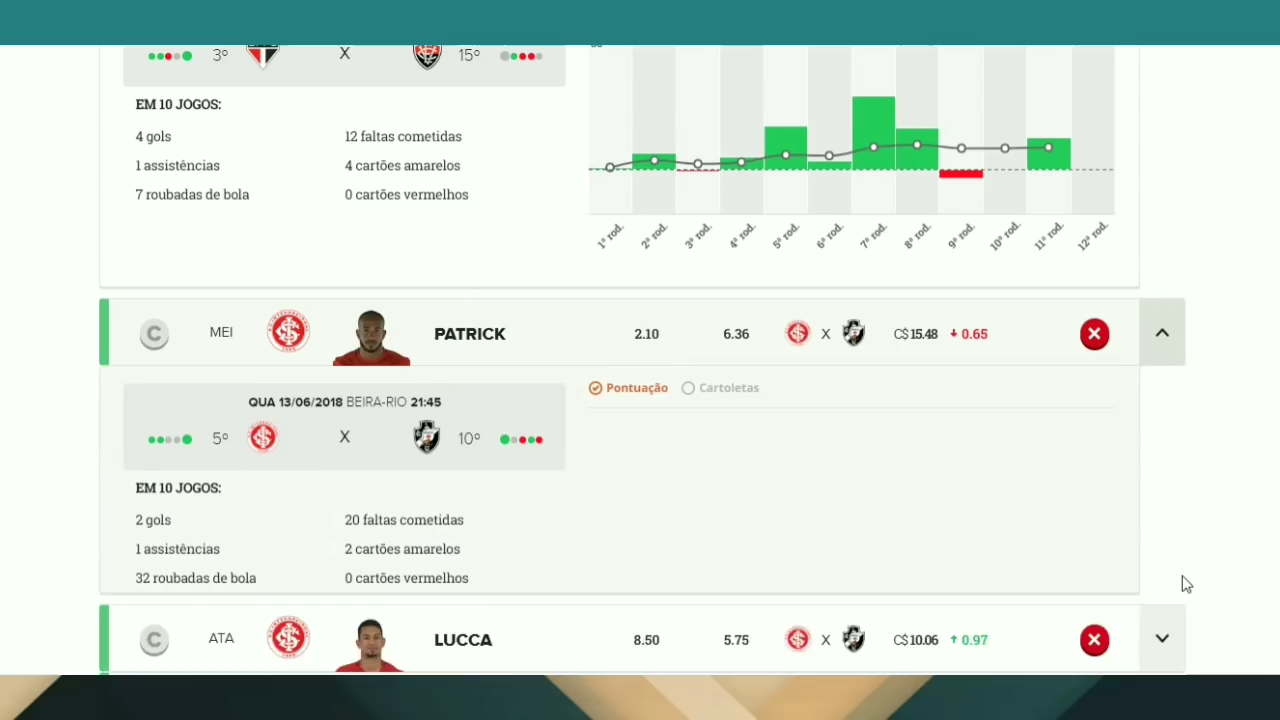 3º X 15º
EM 10 JOGOS:
4 gols 12 faltas cometidas
1 assistências 4 cartões amarelos
7 roubadas de bola 0 cartões vermelhos
1ª rod. 2ª rod. 3ª rod. 4ª rod. 5ª rod. 6ª rod. 7ª rod. 8ª rod. 9ª rod. 10ª rod. 11ª rod. 12ª rod.
C MEI PATRICK 2.10 6.36 X C$ 15.48 0.65
Pontuação Cartoletas
QUA 13/06/2018 BEIRA-RIO 21:45
5º X 10º
EM 10 JOGOS:
2 gols 20 faltas cometidas
1 assistências 2 cartões amarelos
32 roubadas de bola 0 cartões vermelhos
C ATA LUCCA 8.50 5.75 X C$ 10.06 0.97